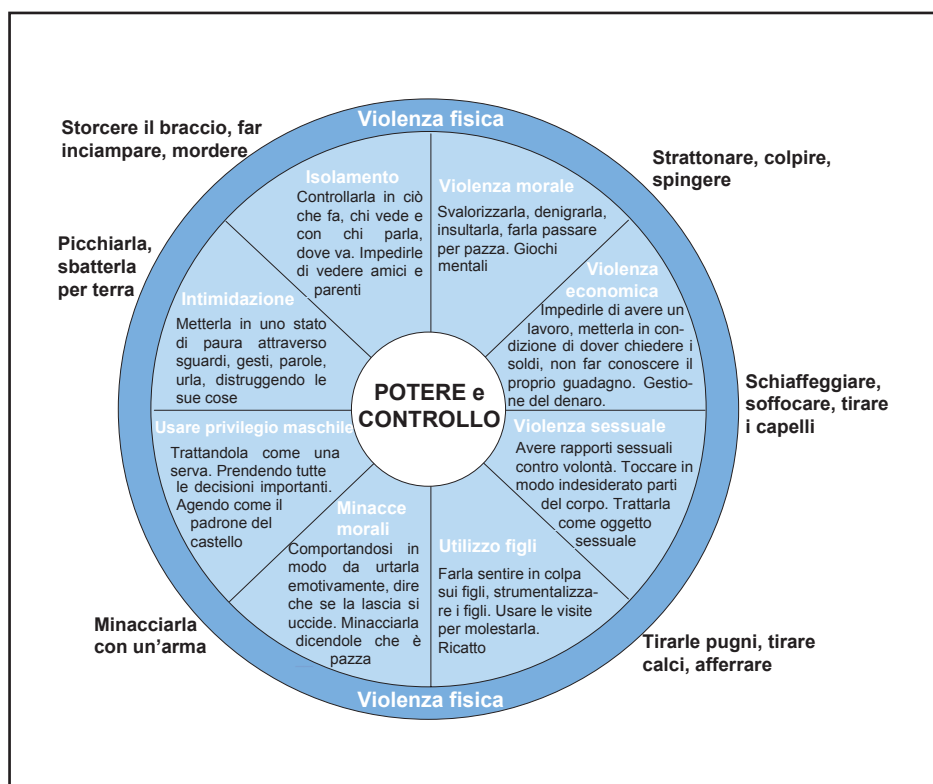 Violenza fisica
Storcere il braccio, far
inciampare, mordere
Strattonare, colpire,
spingere
Picchiarla,
sbatterla
per terra
Schiaffeggiare,
soffocare, tirare
i capelli
Minacciarla
con un'arma
Tirarle pugni, tirare
calci, afferrare
Isolamento
Controllarla in ciò
che fa, chi vede e
con chi parla,
dove va. Impedirle
di vedere amici e
parenti
Violenza morale
Svalorizzarla, denigrarla,
insultarla, farla passare
per pazza. Giochi
mentali
Intimidazione
Metterla in uno stato
di paura attraverso
sguardi, gesti, parole,
urla, distruggendo le
sue cose
Violenza
economica
Impedirle di avere un
lavoro, metterla in con-
dizione di dover chiedere i
soldi, non far conoscere il
proprio guadagno. Gestio-
ne del denaro.
POTERE e
CONTROLLO
Usare privilegio maschile
Trattandola come una
serva. Prendendo tutte
le decisioni importanti.
Agendo come il
padrone del
castello
Violenza sessuale
Avere rapporti sessuali
contro volontà. Toccare in
modo indesiderato parti
del corpo. Trattarla
come oggetto
sessuale
Minacce
morali
Comportandosi in
modo da urtarla
emotivamente, dire
che se la lascia si
uccide. Minacciarla
dicendole che è
pazza
Utilizzo figli
Farla sentire in colpa
sui figli, strumentalizza-
re i figli. Usare le visite
per molestarla.
Ricatto
Violenza fisica